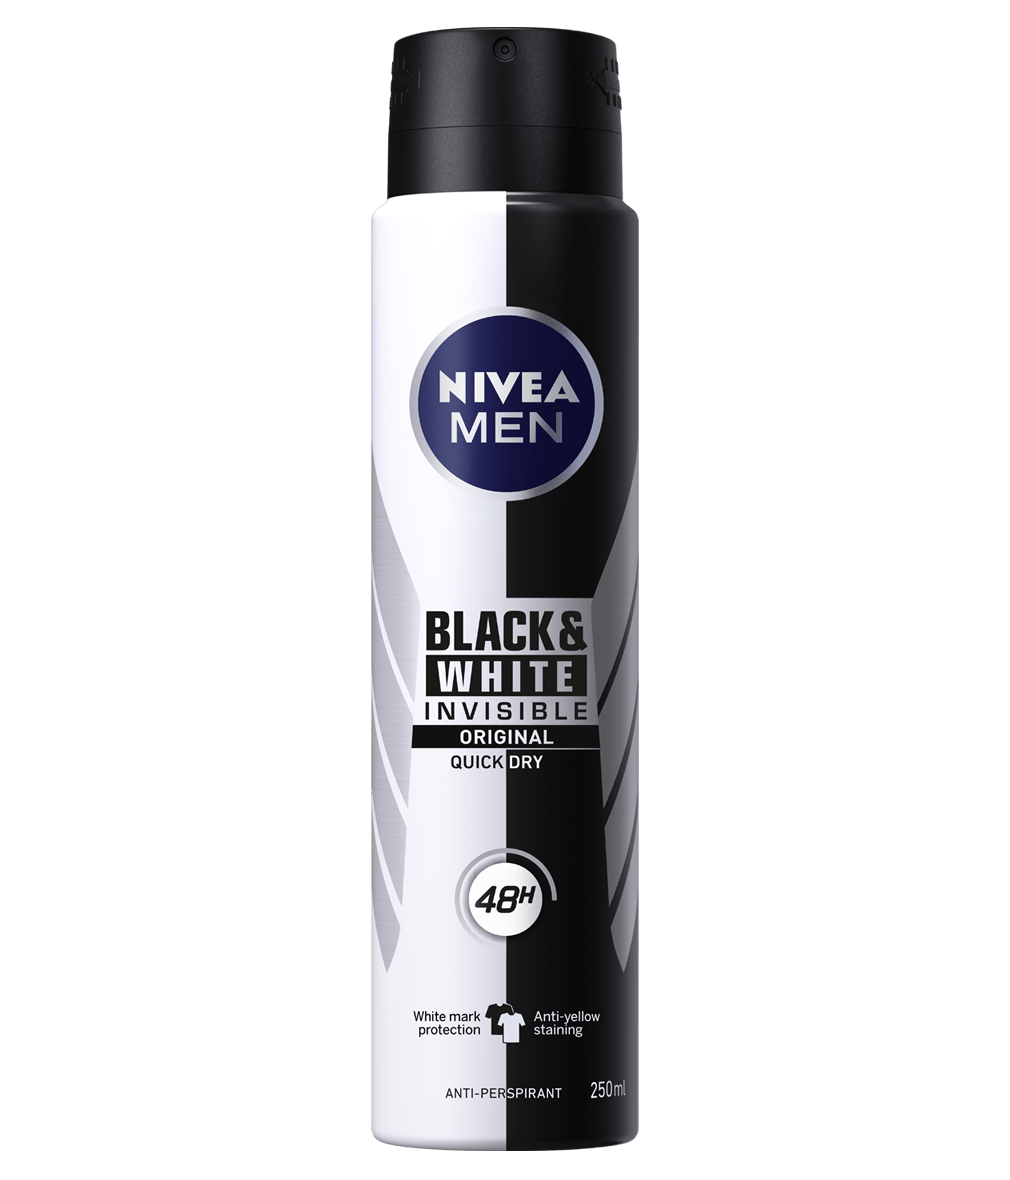 NIVEA
MEN
BLACK&
WHITE
INVISIBLE
ORIGINAL
QUICK DRY
48H
White mark
protection
Anti-yellow
staining
ANTI-PERSPIRANT
250ml